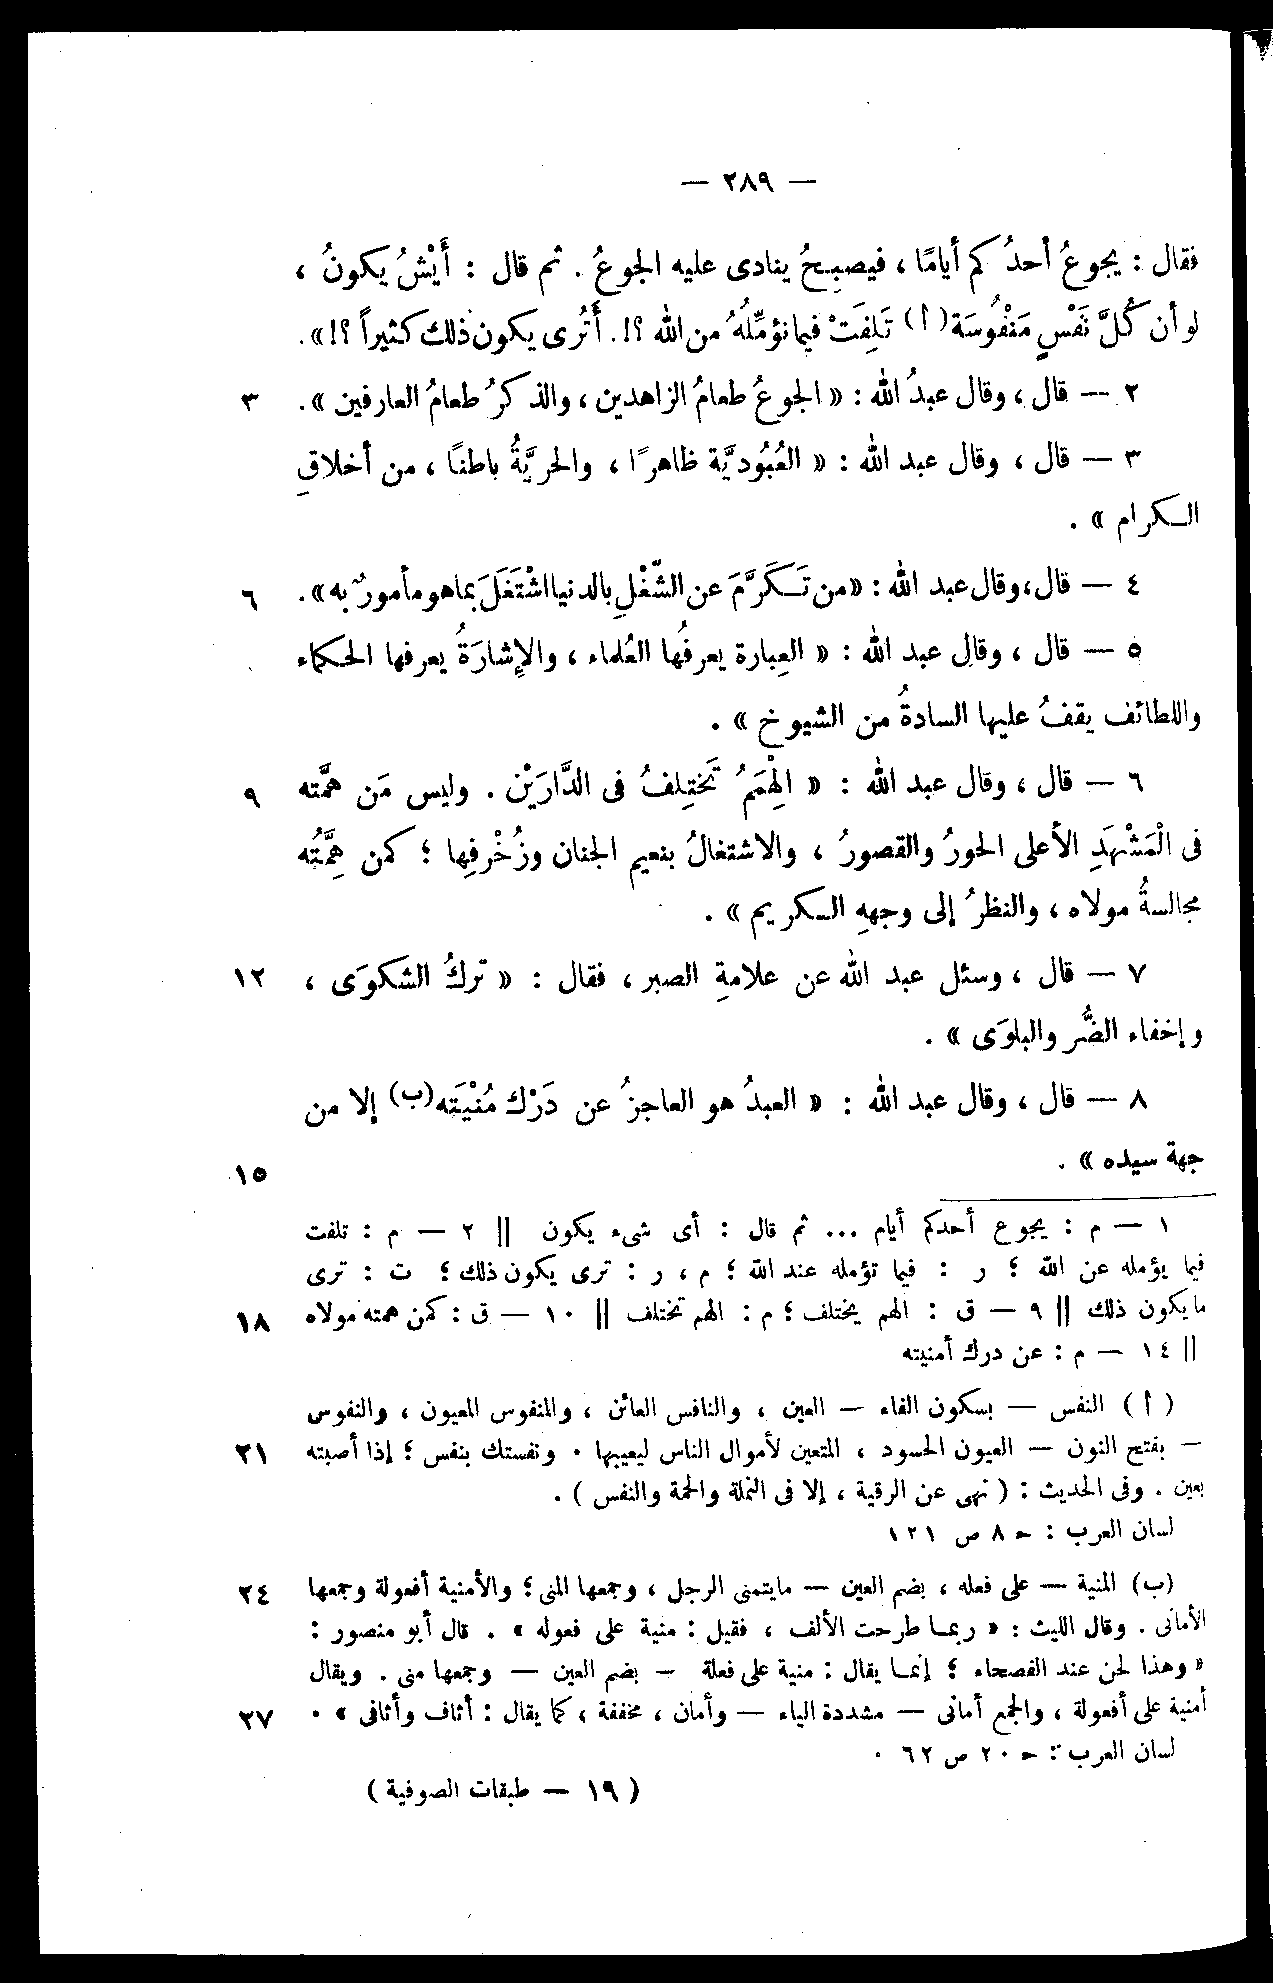 — ٢٨٩ —
فقال : يجوعُ أحدُكم أيامًا ، فيصبِحُ ينادى عليه الجوعُ . ثم قال : أَيْشُ يكونُ ،
لو أن كُلَّ نَفْسٍ مَنْفُوسَة(أ) تَلِفَتْ فيما نؤمِّلُهُ من الله ؟! . أَتُرى يكون ذلك كثيراً ؟! » .
٢ — قال ، وقال عبدُ الله : « الجوعُ طعامُ الزاهدين ، والذكرُ طعامُ العارفين » . ٣
٣ — قال ، وقال عبد الله : « العُبُوديَّة ظاهرًا ، والحريَّةُ باطنًا ، من أخلاقِ
الكرام » .
٤ — قال ، وقال عبد الله : « من تَكَرَّمَ عن الشّغْلِ بالدنيا اشْتَغَلَ بما هو مأمورٌ به » . ٦
٥ — قال ، وقال عبد الله : « العِبارة يعرفُها العُلماء ، والإِشارَةُ يعرفها الحكماء
واللطائف يقفُ عليها السادةُ من الشيوخ » .
٦ — قال ، وقال عبد الله : « الْهِمَمُ تَختِلفُ فى الدَّارَيْن . وليس مَن همَّته ٩
فى الْمَشْهَدِ الأعلى الحورُ والقصورُ ، والاشتغالُ بنعيم الجنان وزُخْرفِها ؛ كمن هِمَّتُه
مجالسةُ مولاه ، والنظرُ إلى وجههِ الكريم » .
٧ — قال ، وسئل عبد الله عن علامةِ الصبر ، فقال : « تركُ الشكوَى ، ١٢
وإخفاء الضُّر والبلوَى » .
٨ — قال ، وقال عبد الله : « العبدُ هو العاجزُ عن دَرْك مُنْيَته(ب) إلا من
جهة سيده » . ١٥
١ — م : يجوع أحدكم أيام ... ثم قال : أى شىء يكون || ٢ — م : تلفت
فيما يؤمله عن الله ؛ ر : فيما تؤمله عند الله ؛ م ، ر : ترى يكون ذلك ؛ ت : ترى
ما يكون ذلك || ٩ — ق : الهم يختلف ؛ م : الهم تختلف || ١٠ — ق : كمن همته مولاه ١٨
|| ١٤ — م : عن درك أمنيته
( أ ) النفس — بسكون الفاء — العين ، والنافس العائن ، والمنفوس المعيون ، والنفوس
— بفتح النون — العيون الحسود ، المتعين لأموال الناس ليعيبها . ونفستك بنفس ؛ إذا أصبته ٢١
بعين . وفى الحديث : ( نهى عن الرقية ، إلا فى النملة والحمة والنفس ) .
لسان العرب : حـ ٨ ص ١٢١
(ب) المنية — على فعله ، بضم العين — مايتمنى الرجل ، وجمعها المنى ؛ والأمنية أفعولة وجمعها ٢٤
الأمانى . وقال الليث : « ربما طرحت الألف ، فقيل : منية على فعوله » . قال أبو منصور :
« وهذا لحن عند الفصحاء ؛ إنما يقال : منية على فعلة — بضم العين — وجمعها منى . ويقال
أمنية على أفعولة ، والجمع أمانى — مشددة الياء — وأمان ، مخففة ، كما يقال : أثاف وأثافى » . ٢٧
لسان العرب : حـ ٢٠ ص ٦٢ .
( ١٩ — طبقات الصوفية )